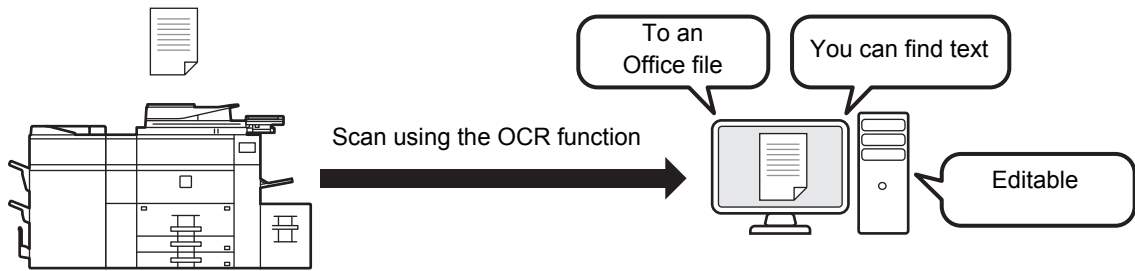 To an
Office file
You can find text
Scan using the OCR function
Editable